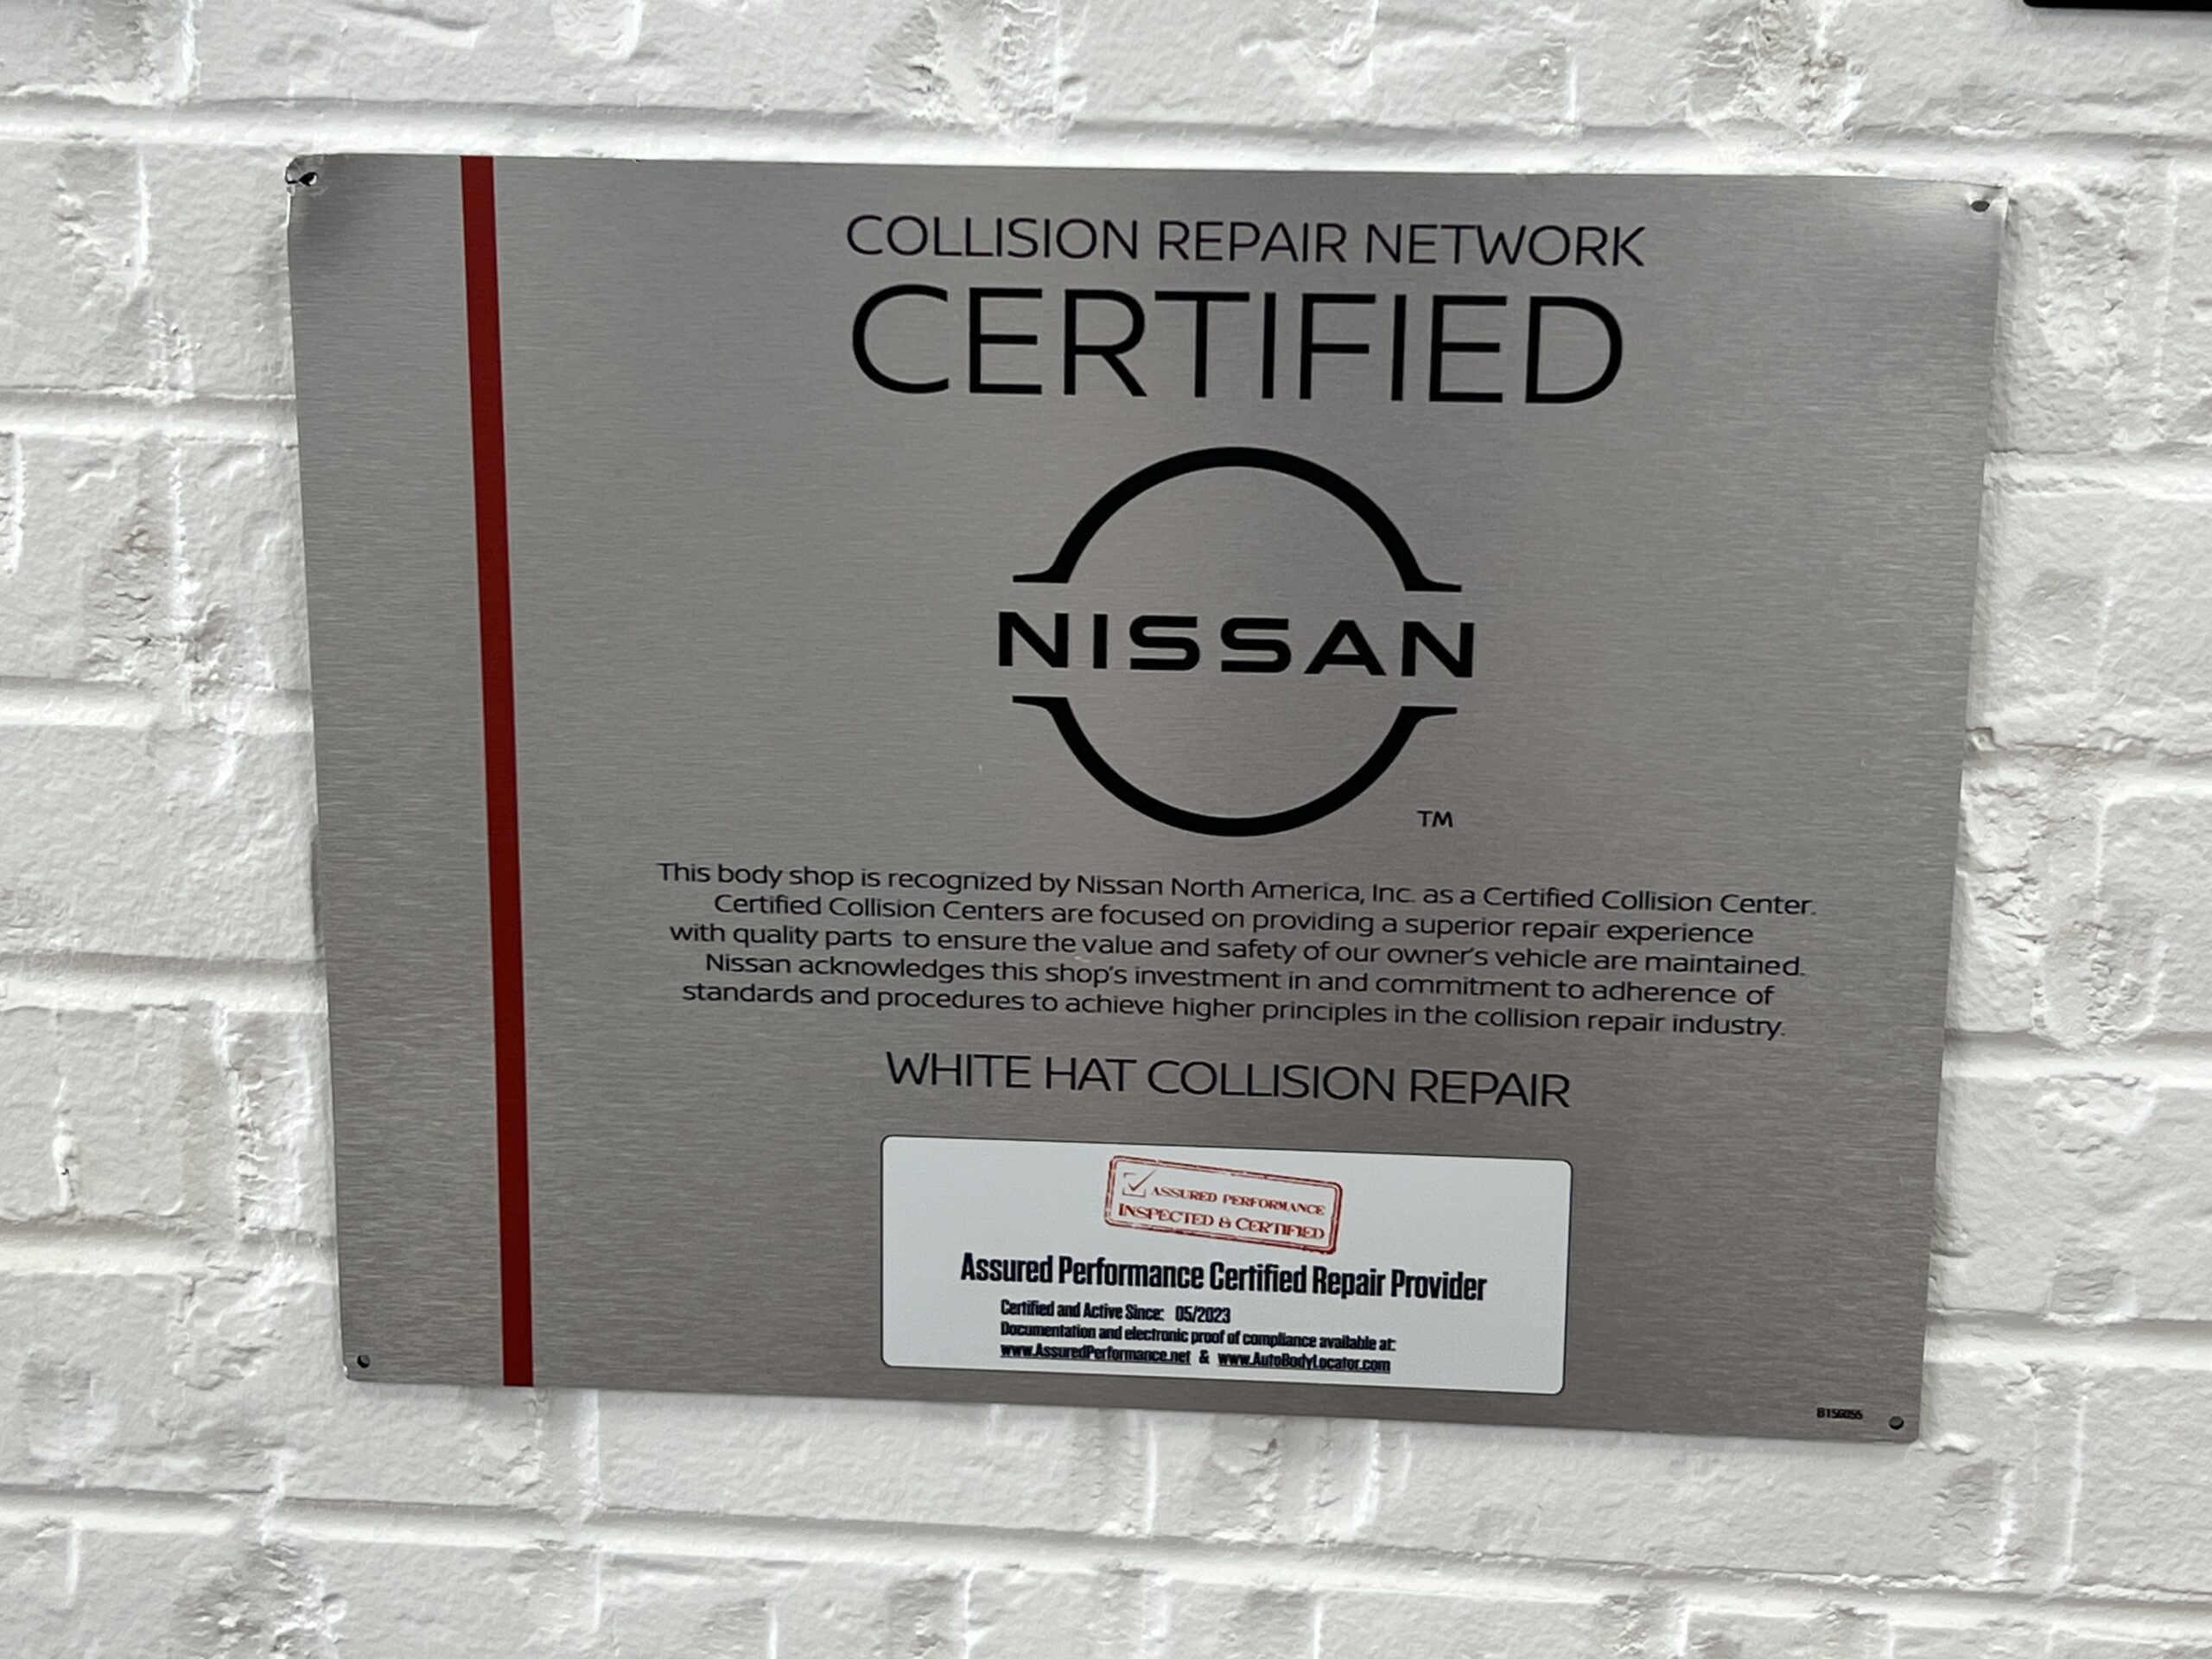 COLLISION REPAIR NETWORK
CERTIFIED
NISSAN
TM
This body shop is recognized by Nissan North America, Inc. as a Certified Collision Center.
Certified Collision Centers are focused on providing a superior repair experience
with quality parts to ensure the value and safety of our owner's vehicle are maintained.
Nissan acknowledges this shop's investment in and commitment to adherence of
standards and procedures to achieve higher principles in the collision repair industry.
WHITE HAT COLLISION REPAIR
ASSURED PERFORMANCE
INSPECTED & CERTIFIED
Assured Performance Certified Repair Provider
Certified and Active Since: 05/2023
Documentation and electronic proof of compliance available at:
www.AssuredPerformance.net & www.AutoBodyLocator.com